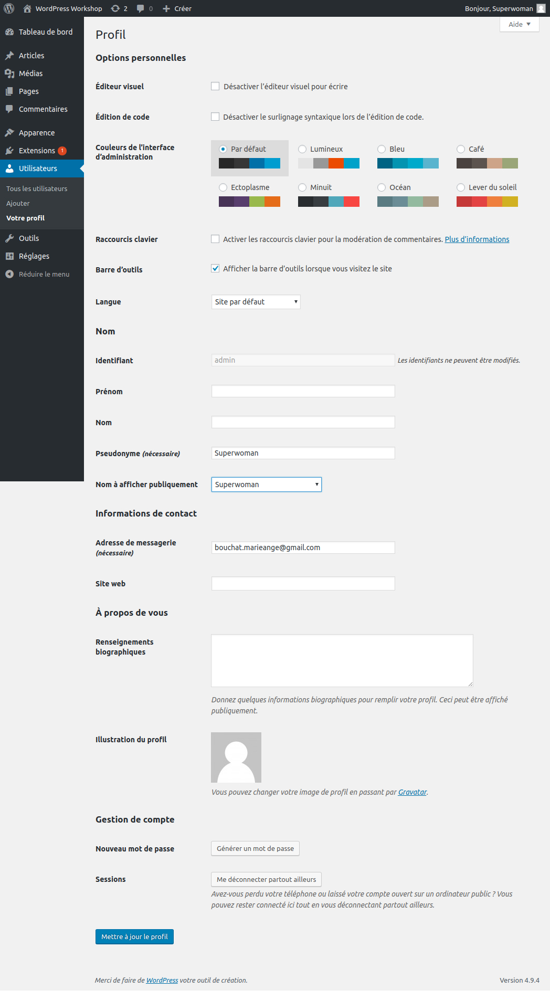 WordPress Workshop 2 0 Créer Bonjour, Superwoman
Aide
Tableau de bord
Articles
Médias
Pages
Commentaires
Apparence
Extensions 1
Utilisateurs
Tous les utilisateurs
Ajouter
Votre profil
Outils
Réglages
Réduire le menu
Profil
Options personnelles
Éditeur visuel Désactiver l’éditeur visuel pour écrire
Édition de code Désactiver le surlignage syntaxique lors de l’édition de code.
Couleurs de l’interface
d’administration
Par défaut Lumineux Bleu Café
Ectoplasme Minuit Océan Lever du soleil
Raccourcis clavier Activer les raccourcis clavier pour la modération de commentaires. Plus d’informations
Barre d’outils Afficher la barre d’outils lorsque vous visitez le site
Langue Site par défaut
Nom
Identifiant admin Les identifiants ne peuvent être modifiés.
Prénom
Nom
Pseudonyme (nécessaire) Superwoman
Nom à afficher publiquement Superwoman
Informations de contact
Adresse de messagerie
(nécessaire)
bouchat.marieange@gmail.com
Site web
À propos de vous
Renseignements
biographiques
Donnez quelques informations biographiques pour remplir votre profil. Ceci peut être affiché
publiquement.
Illustration du profil
Vous pouvez changer votre image de profil en passant par Gravatar.
Gestion de compte
Nouveau mot de passe Générer un mot de passe
Sessions Me déconnecter partout ailleurs
Avez-vous perdu votre téléphone ou laissé votre compte ouvert sur un ordinateur public ? Vous
pouvez rester connecté ici tout en vous déconnectant partout ailleurs.
Mettre à jour le profil
Merci de faire de WordPress votre outil de création. Version 4.9.4